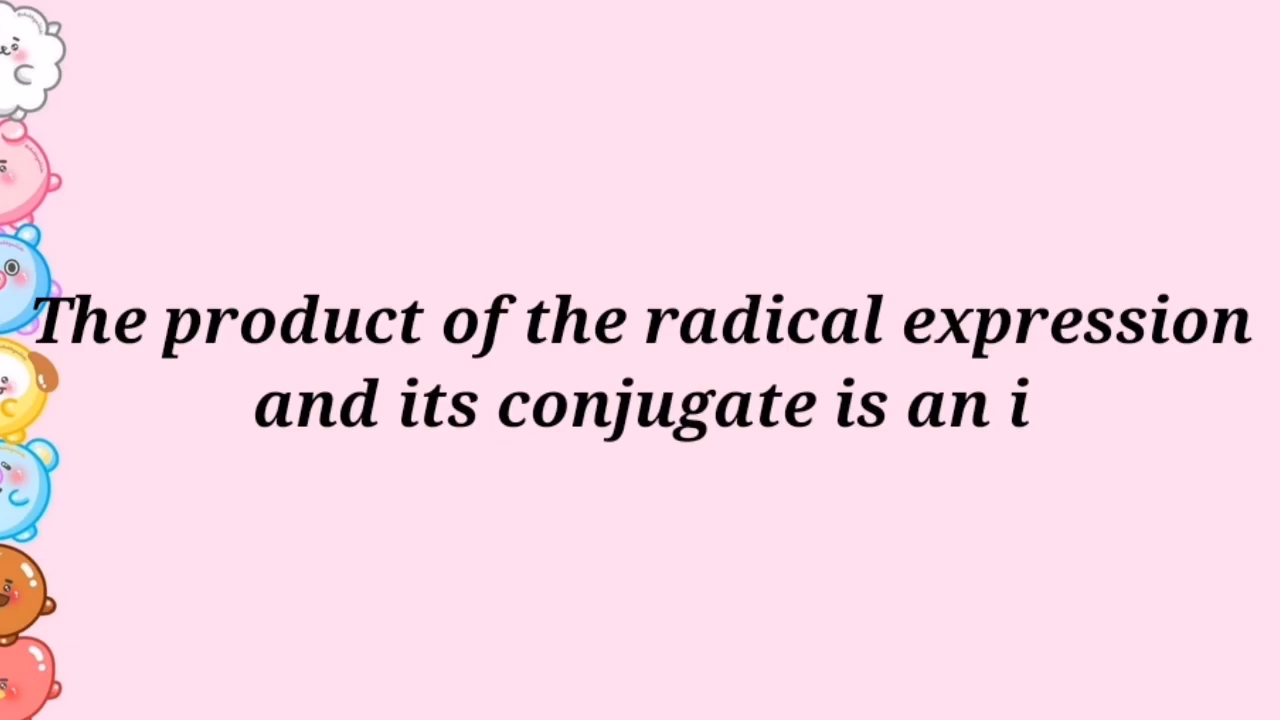 The product of the radical expression
and its conjugate is an i